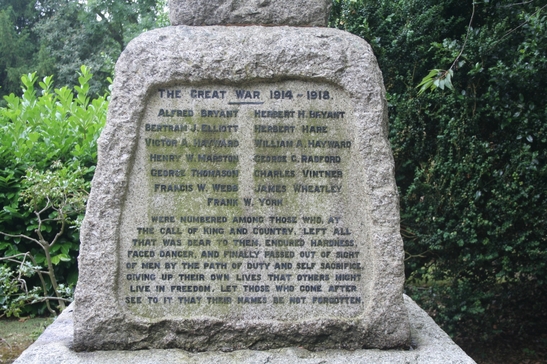 THE GREAT WAR 1914 - 1918.
ALFRED BRYANT HERBERT H. BRYANT
BERTRAM J. ELLIOTT HERBERT HARE
VICTOR A. HAYWARD WILLIAM A. HAYWARD
HENRY W. MARSTON GEORGE G. RADFORD
GEORGE THOMASON CHARLES VINTNER
FRANCIS W. WEBB JAMES WHEATLEY
FRANK W. YORK
WERE NUMBERED AMONG THOSE WHO, AT
THE CALL OF KING AND COUNTRY, LEFT ALL
THAT WAS DEAR TO THEM, ENDURED HARDNESS,
FACED DANGER, AND FINALLY PASSED OUT OF SIGHT
OF MEN BY THE PATH OF DUTY AND SELF SACRIFICE,
GIVING UP THEIR OWN LIVES THAT OTHERS MIGHT
LIVE IN FREEDOM. LET THOSE WHO COME AFTER
SEE TO IT THAT THEIR NAMES BE NOT FORGOTTEN.